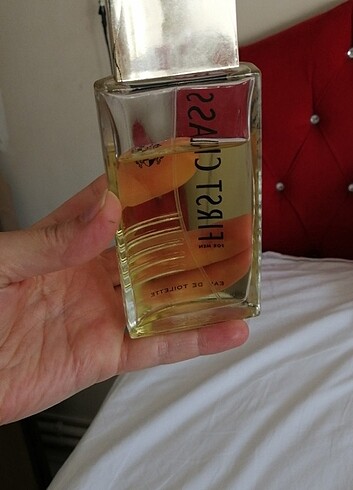 FIRST CLASS
FOR MEN
EAU DE TOILETTE